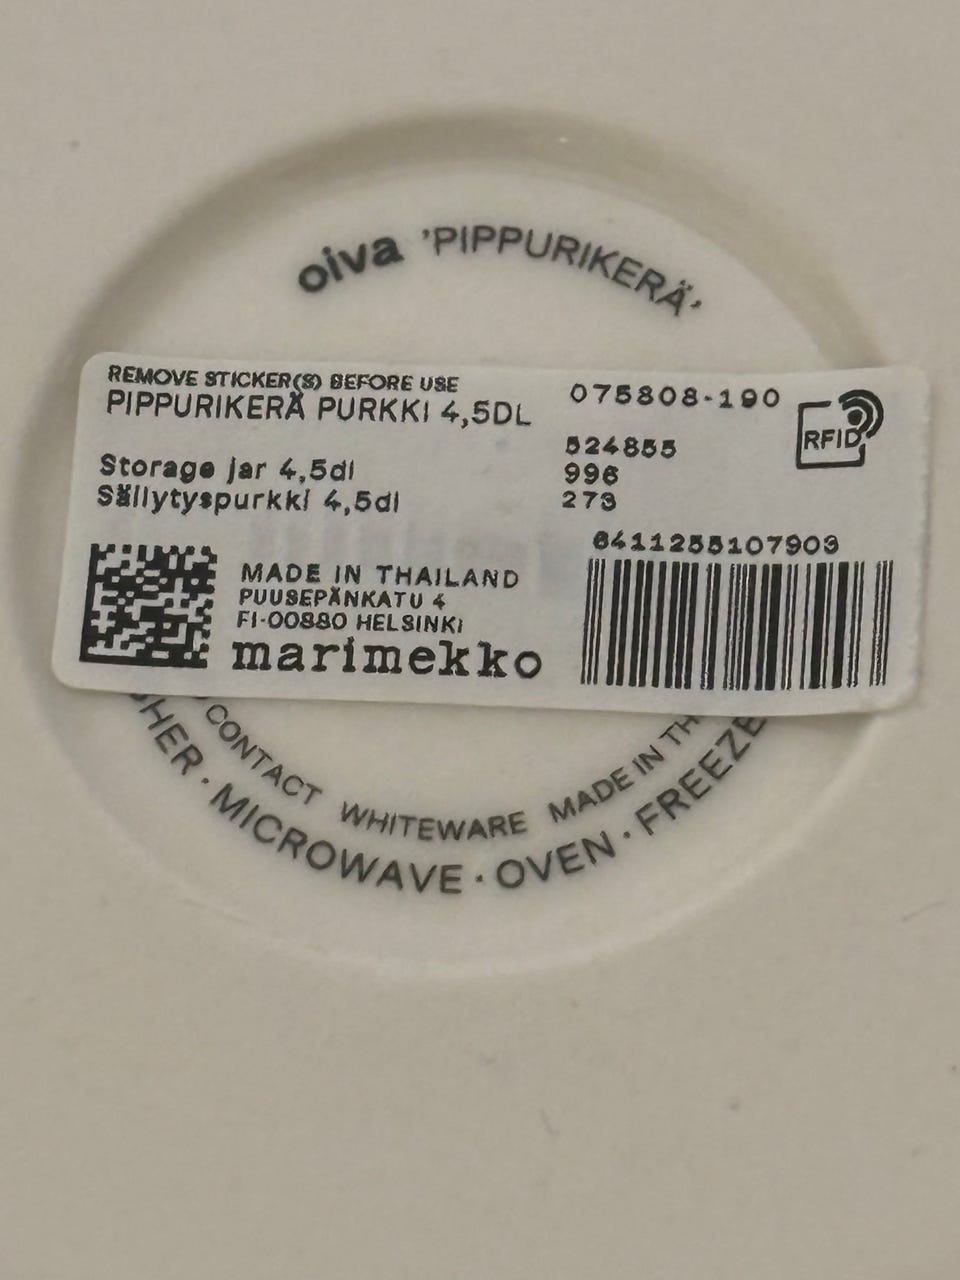 oiva 'PIPPURIKERÄ'
REMOVE STICKER(S) BEFORE USE
PIPPURIKERÄ PURKKI 4,5DL
Storage jar 4,5dl
Säilytyspurkki 4,5dl
075808-190
524855
996
273
RFID
6411255107903
MADE IN THAILAND
PUUSEPÄNKATU 4
FI-00880 HELSINKI
marimekko
CONTACT WHITEWARE MADE IN TH
HER · MICROWAVE · OVEN · FREEZE